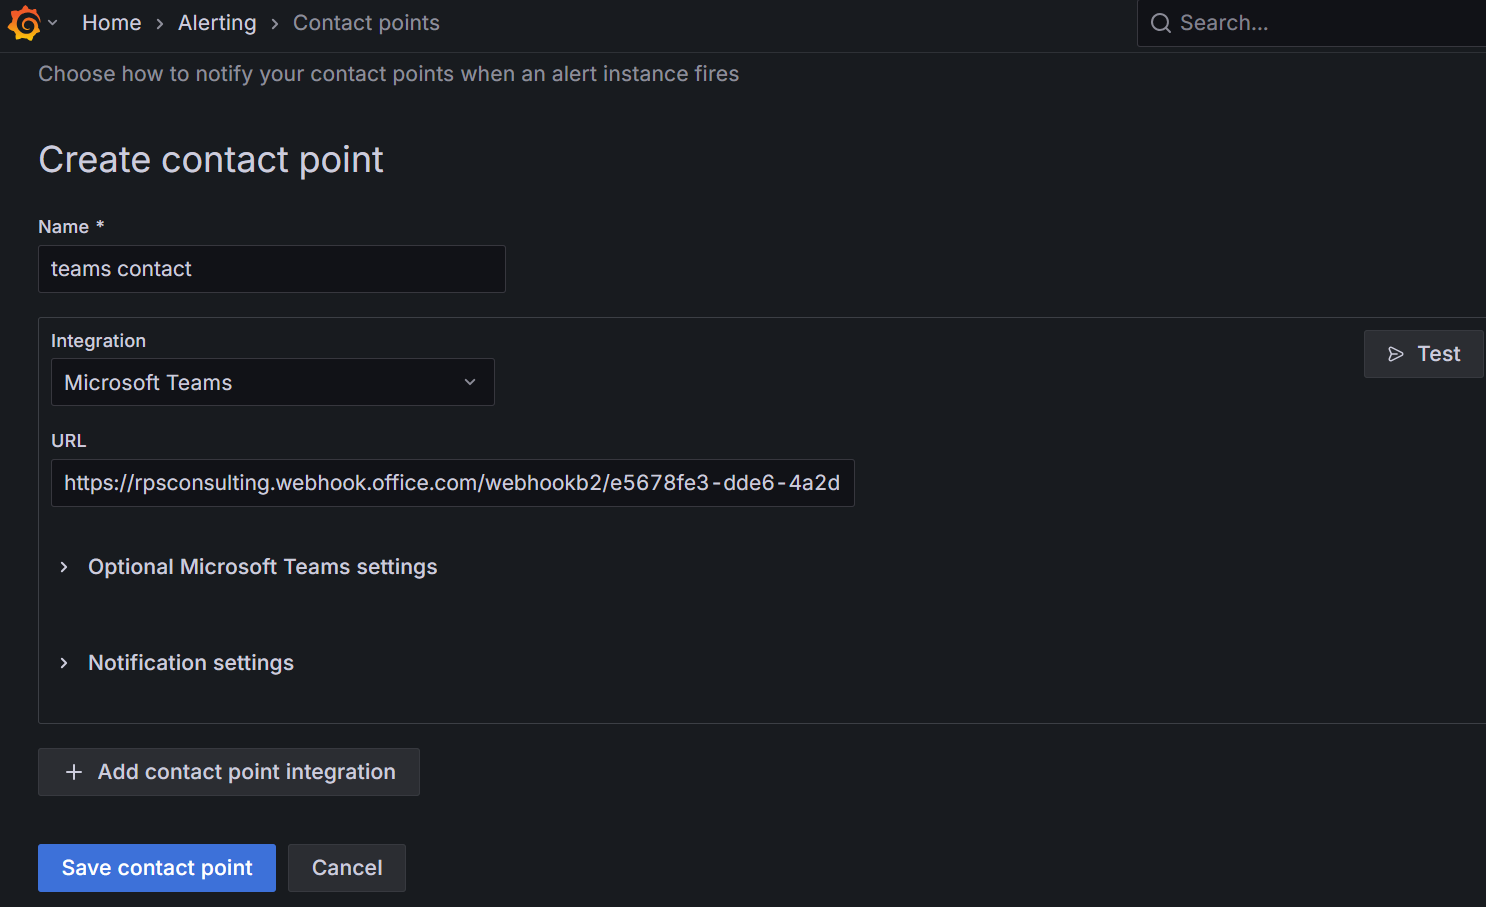 Home > Alerting > Contact points
Search...
Choose how to notify your contact points when an alert instance fires
Create contact point
Name *
teams contact
Integration
Microsoft Teams
Test
URL
https://rpsconsulting.webhook.office.com/webhookb2/e5678fe3-dde6-4a2d
Optional Microsoft Teams settings
Notification settings
+ Add contact point integration
Save contact point
Cancel